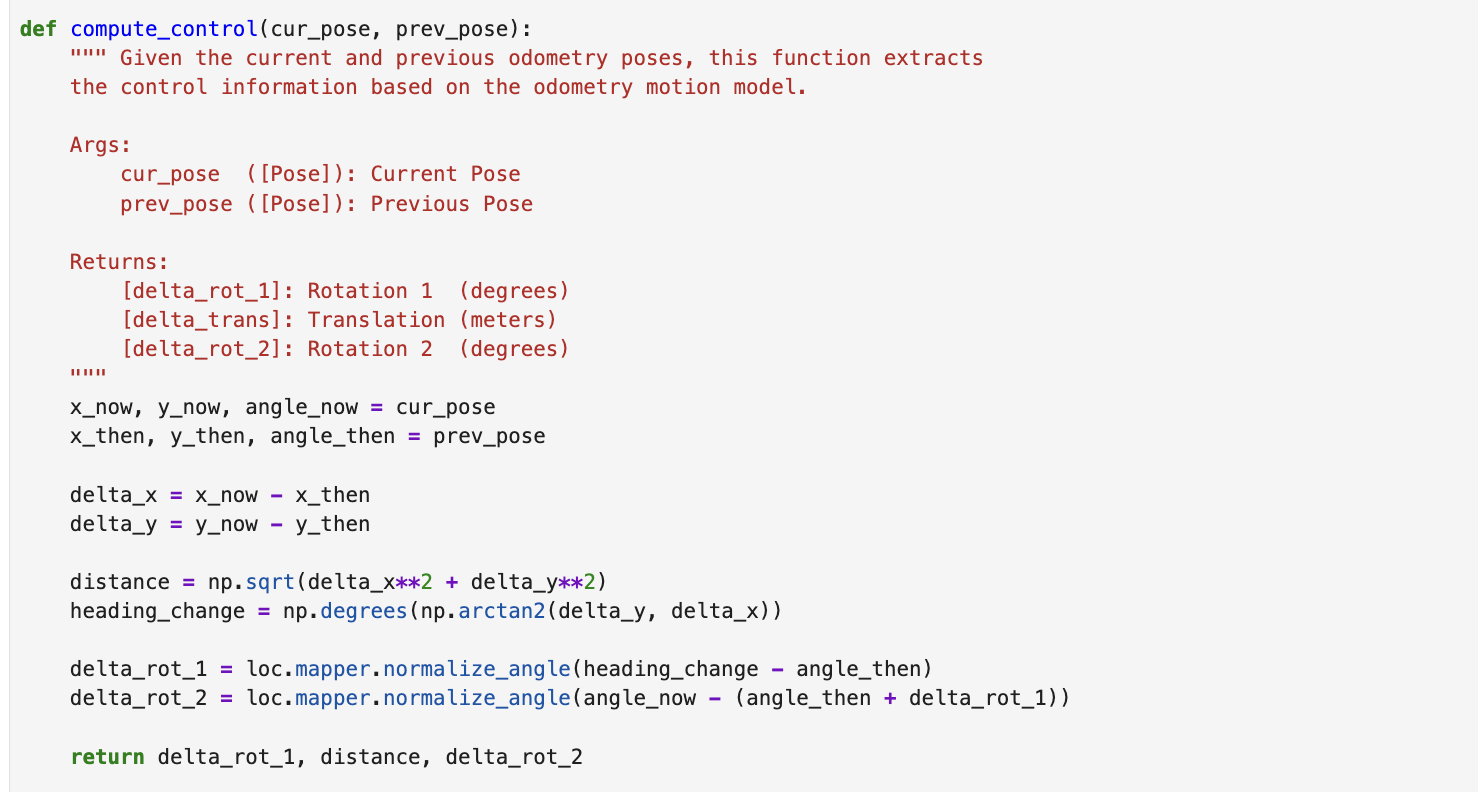 def compute_control(cur_pose, prev_pose):
    """ Given the current and previous odometry poses, this function extracts
    the control information based on the odometry motion model.

    Args:
        cur_pose  ([Pose]): Current Pose
        prev_pose ([Pose]): Previous Pose

    Returns:
        [delta_rot_1]: Rotation 1  (degrees)
        [delta_trans]: Translation (meters)
        [delta_rot_2]: Rotation 2  (degrees)
    """
    x_now, y_now, angle_now = cur_pose
    x_then, y_then, angle_then = prev_pose

    delta_x = x_now - x_then
    delta_y = y_now - y_then

    distance = np.sqrt(delta_x**2 + delta_y**2)
    heading_change = np.degrees(np.arctan2(delta_y, delta_x))

    delta_rot_1 = loc.mapper.normalize_angle(heading_change - angle_then)
    delta_rot_2 = loc.mapper.normalize_angle(angle_now - (angle_then + delta_rot_1))

    return delta_rot_1, distance, delta_rot_2